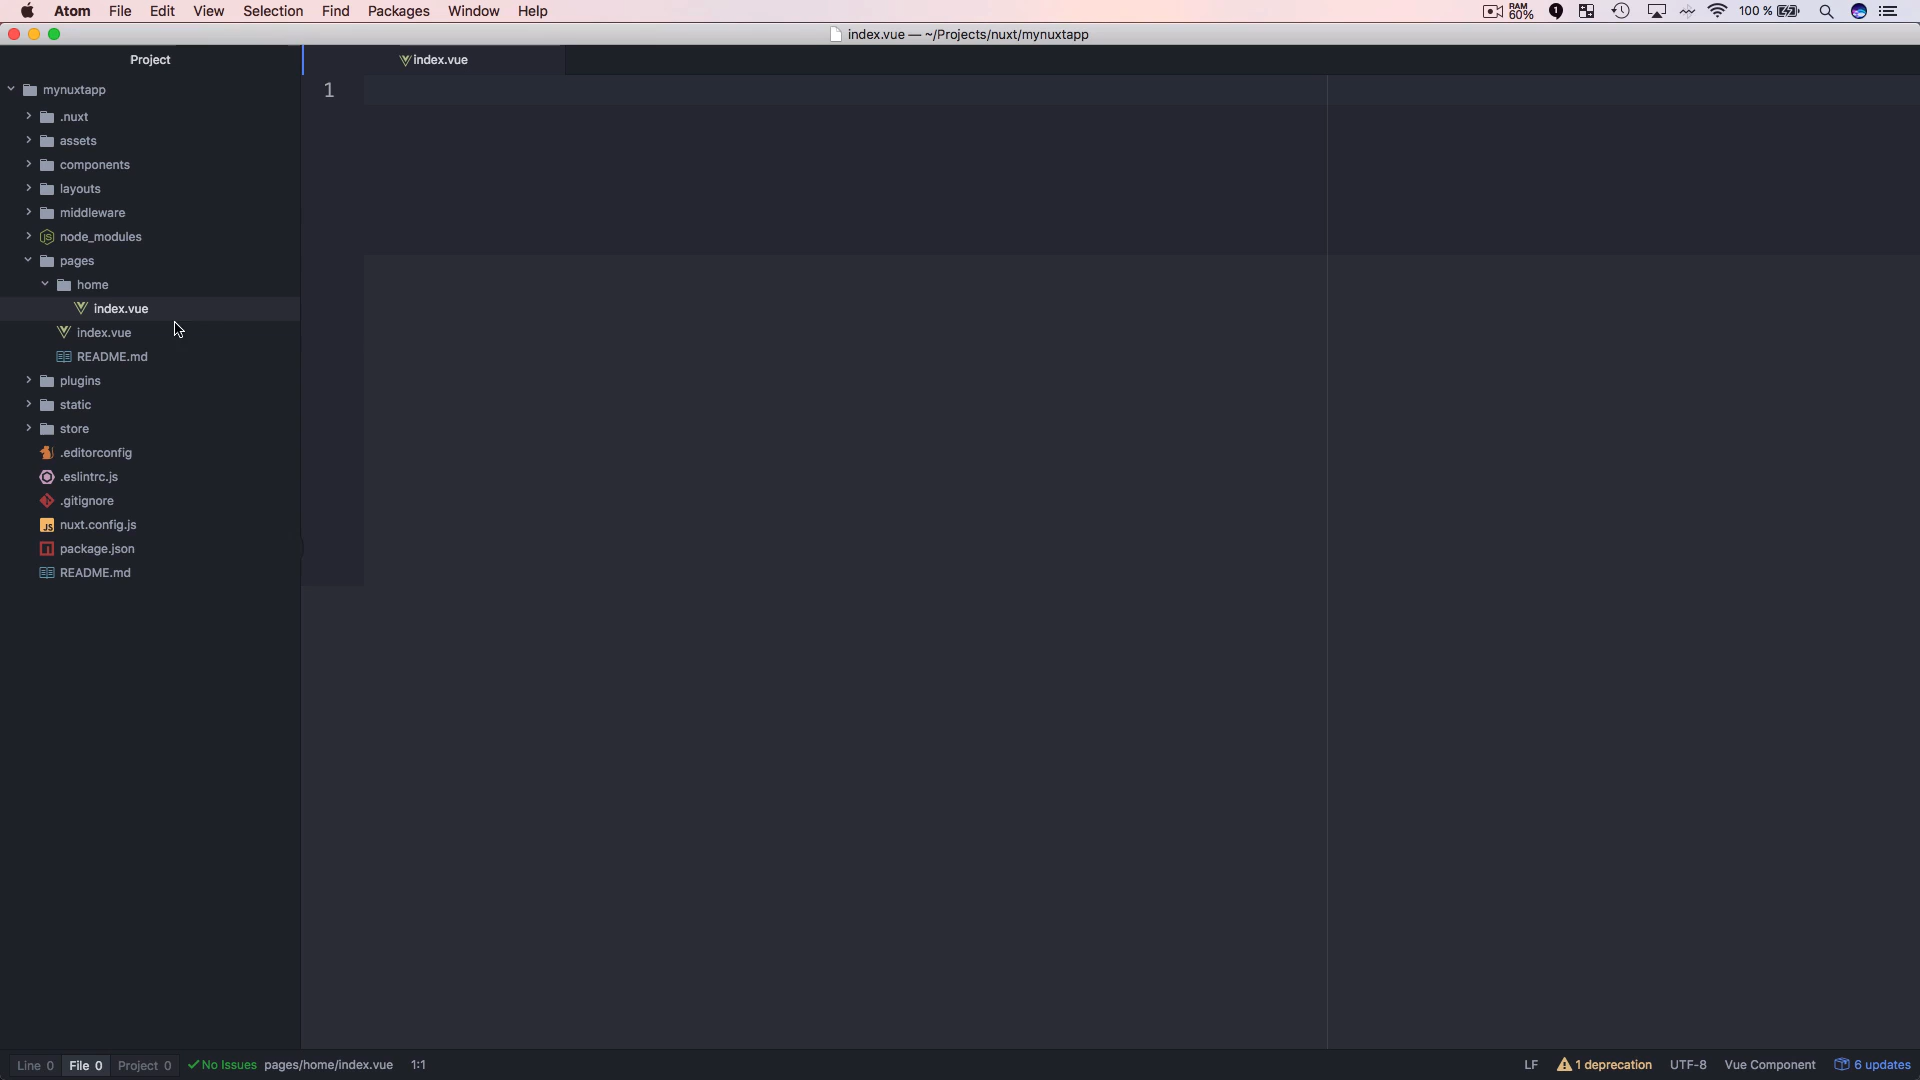 Atom File Edit View Selection Find Packages Window Help RAM 60% 1 100 %
index.vue — ~/Projects/nuxt/mynuxtapp
Project
index.vue
mynuxtapp
1
.nuxt
assets
components
layouts
middleware
node_modules
pages
home
index.vue
index.vue
README.md
plugins
static
store
.editorconfig
.eslintrc.js
.gitignore
JS nuxt.config.js
package.json
README.md
Line 0 File 0 Project 0 No Issues pages/home/index.vue 1:1 LF 1 deprecation UTF-8 Vue Component 6 updates